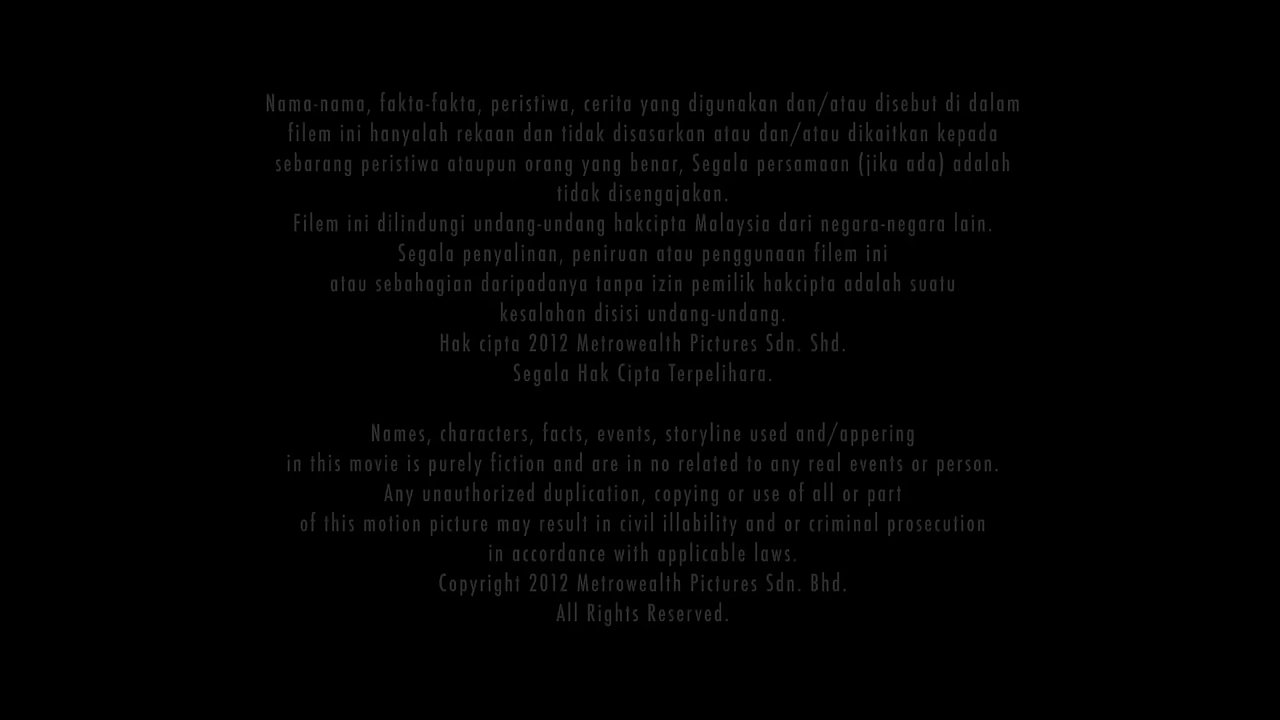 Nama-nama, fakta-fakta, peristiwa, cerita yang digunakan dan/atau disebut di dalam
filem ini hanyalah rekaan dan tidak disasarkan atau dan/atau dikaitkan kepada
sebarang peristiwa ataupun orang yang benar, Segala persamaan (jika ada) adalah
tidak disengajakan.
Filem ini dilindungi undang-undang hakcipta Malaysia dari negara-negara lain.
Segala penyalinan, peniruan atau penggunaan filem ini
atau sebahagian daripadanya tanpa izin pemilik hakcipta adalah suatu
kesalahan disisi undang-undang.
Hak cipta 2012 Metrowealth Pictures Sdn. Shd.
Segala Hak Cipta Terpelihara.
Names, characters, facts, events, storyline used and/appering
in this movie is purely fiction and are in no related to any real events or person.
Any unauthorized duplication, copying or use of all or part
of this motion picture may result in civil illability and or criminal prosecution
in accordance with applicable laws.
Copyright 2012 Metrowealth Pictures Sdn. Bhd.
All Rights Reserved.